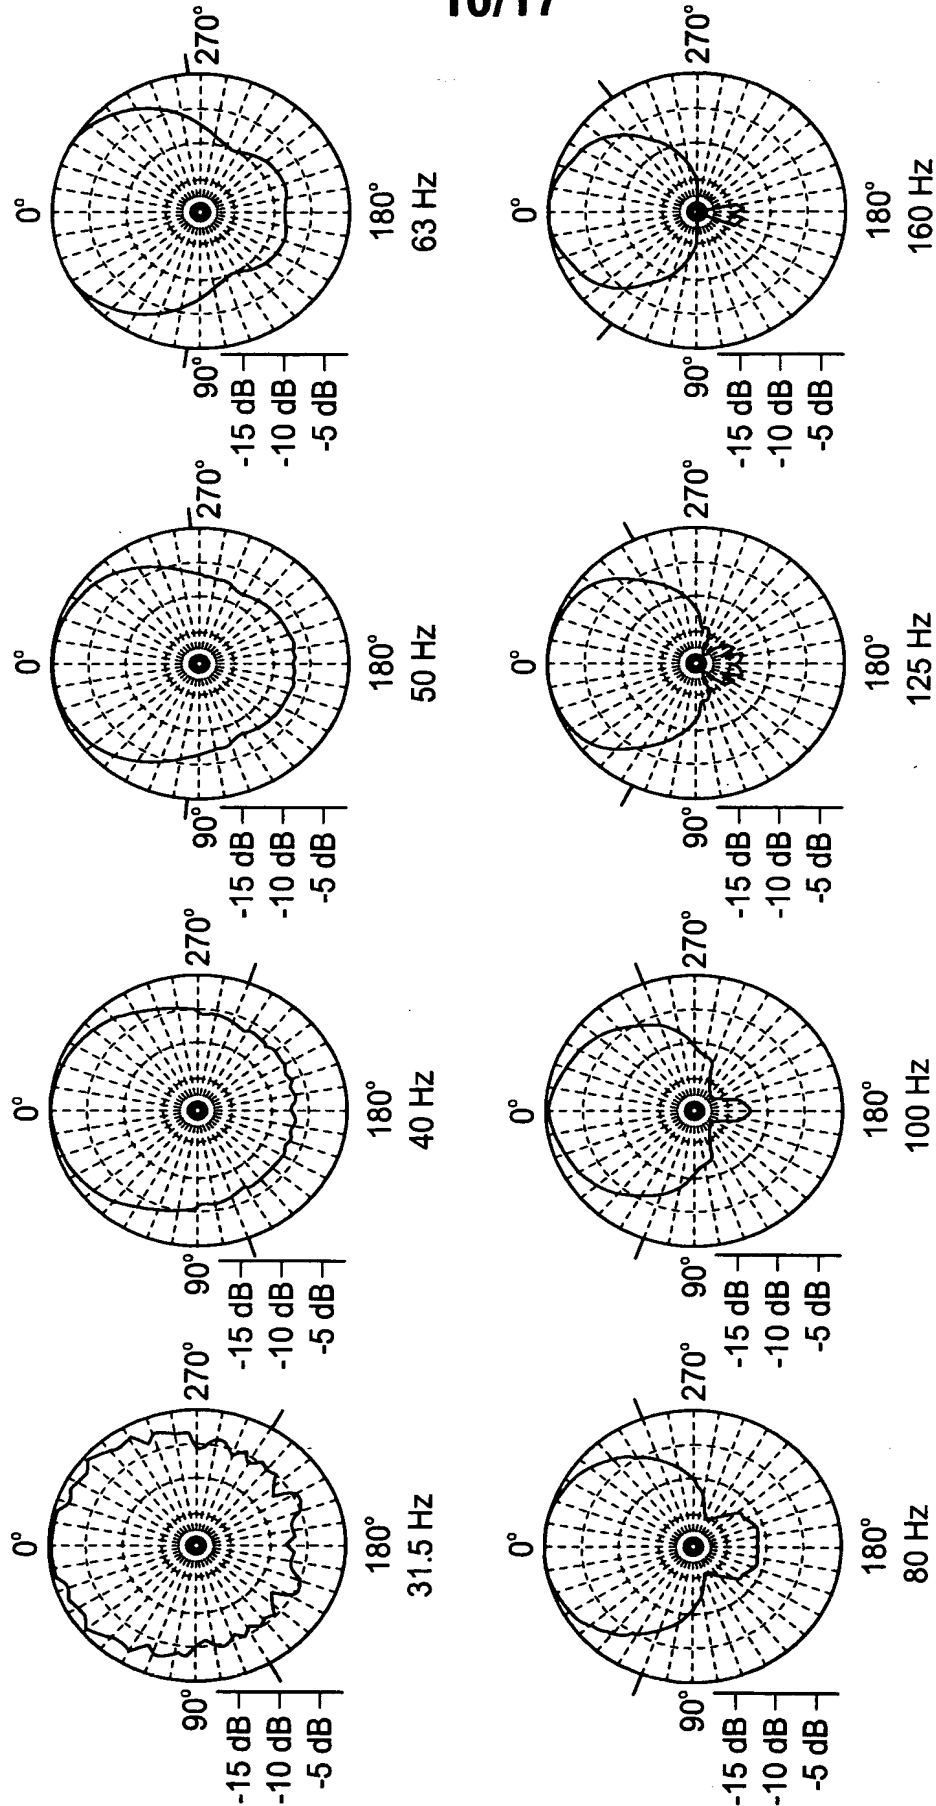 16/17
0°
90°
270°
-15 dB
-10 dB
-5 dB
180°
31.5 Hz
0°
90°
270°
-15 dB
-10 dB
-5 dB
180°
40 Hz
0°
90°
270°
-15 dB
-10 dB
-5 dB
180°
50 Hz
0°
90°
270°
-15 dB
-10 dB
-5 dB
180°
63 Hz
0°
90°
270°
-15 dB
-10 dB
-5 dB
180°
80 Hz
0°
90°
270°
-15 dB
-10 dB
-5 dB
180°
100 Hz
0°
90°
270°
-15 dB
-10 dB
-5 dB
180°
125 Hz
0°
90°
270°
-15 dB
-10 dB
-5 dB
180°
160 Hz